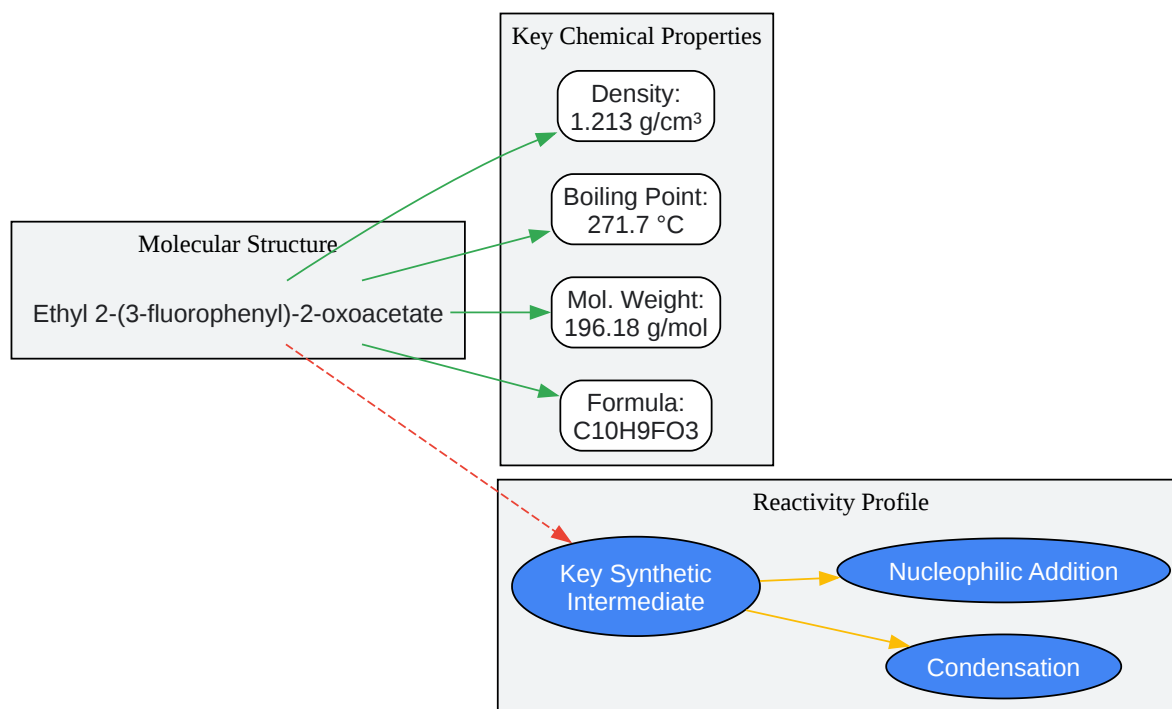 Key Chemical Properties
Density:
1.213 g/cm³
Boiling Point:
271.7 °C
Mol. Weight:
196.18 g/mol
Formula:
C10H9FO3
Molecular Structure
Ethyl 2-(3-fluorophenyl)-2-oxoacetate
Reactivity Profile
Key Synthetic
Intermediate
Nucleophilic Addition
Condensation